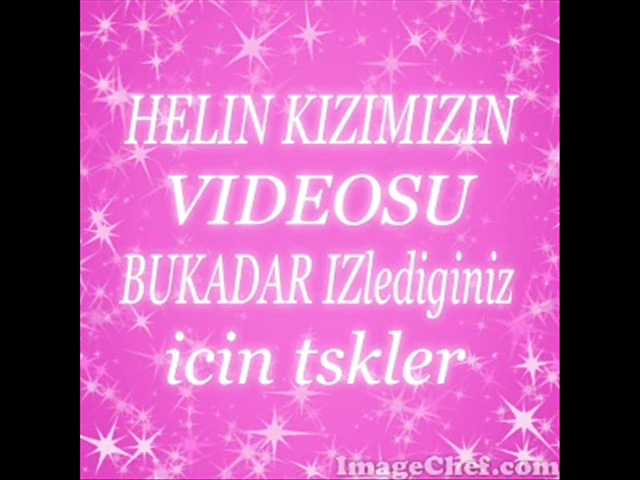 HELIN KIZIMIZIN
VIDEOSU
BUKADAR IZlediginiz
icin tskler
ImageChef.com